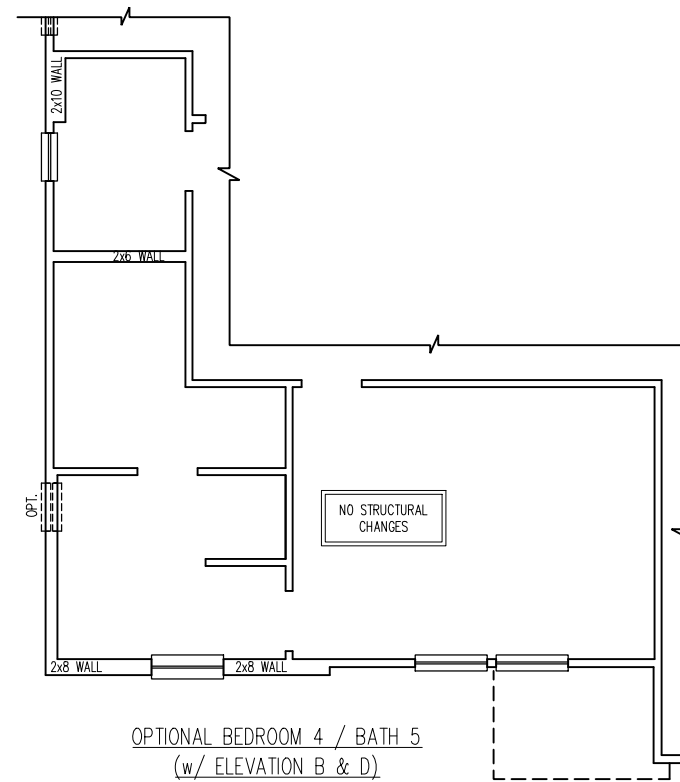 2x10 WALL
2x6 WALL
OPT.
NO STRUCTURAL
CHANGES
2x8 WALL
2x8 WALL
OPTIONAL BEDROOM 4 / BATH 5
(w/ ELEVATION B & D)